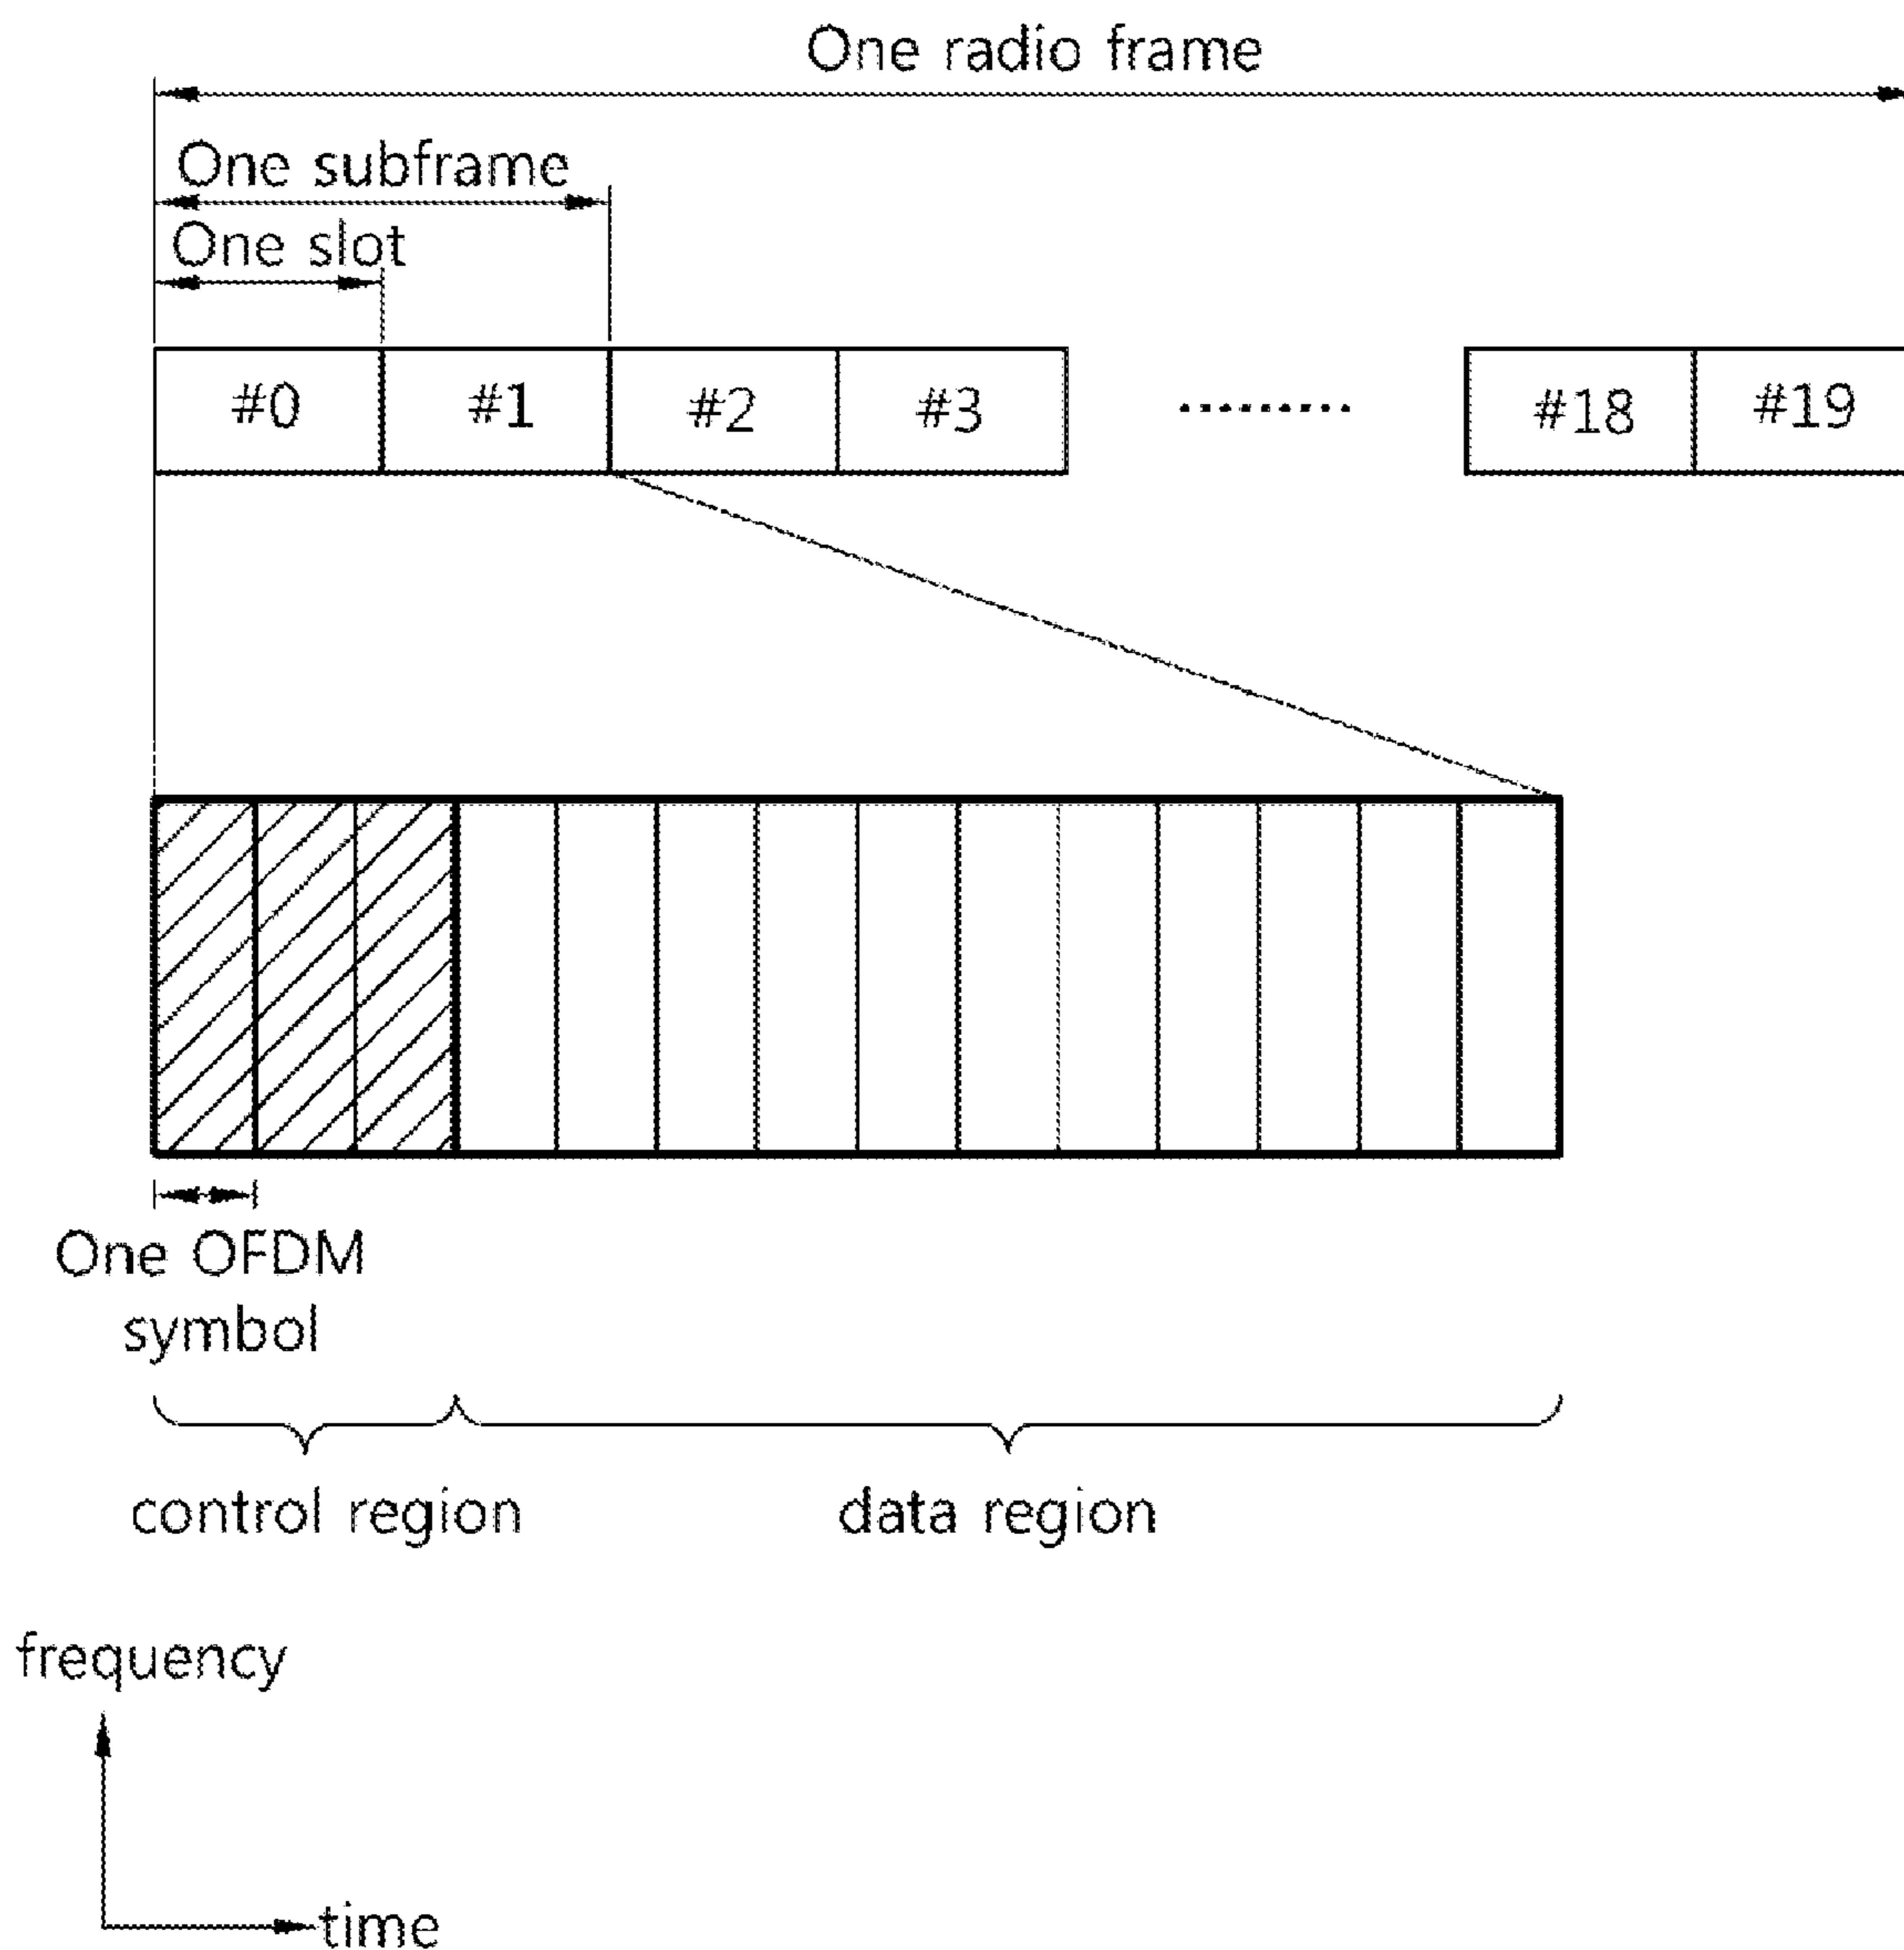 One radio frame
One subframe
One slot
#0
#1
#2
#3
#18
#19
One OFDM
symbol
control region
data region
frequency
time